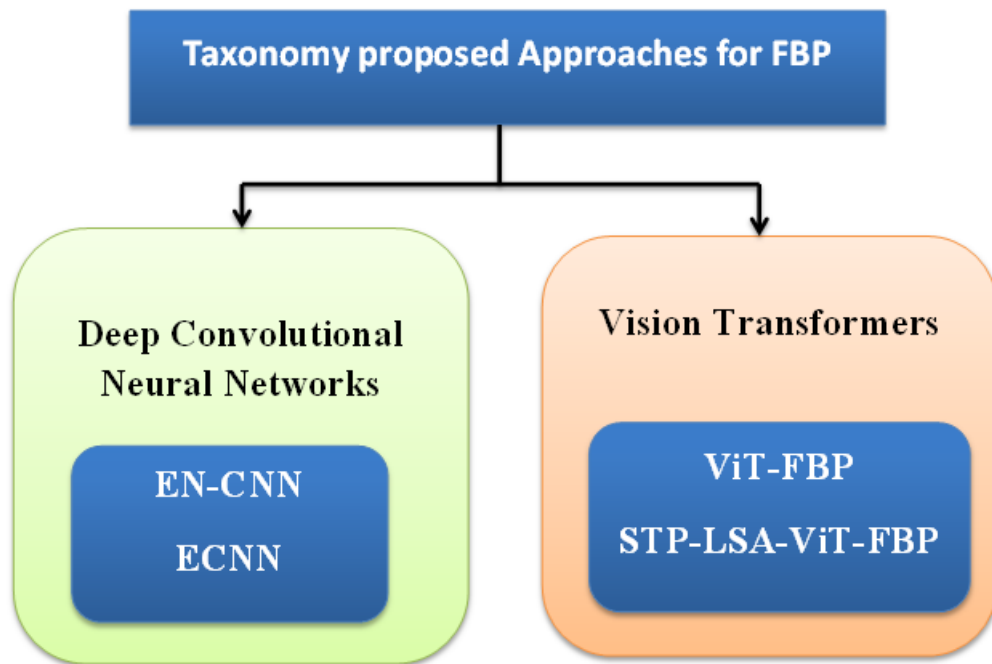 Taxonomy proposed Approaches for FBP
Deep Convolutional
Neural Networks
EN-CNN
ECNN
Vision Transformers
ViT-FBP
STP-LSA-ViT-FBP